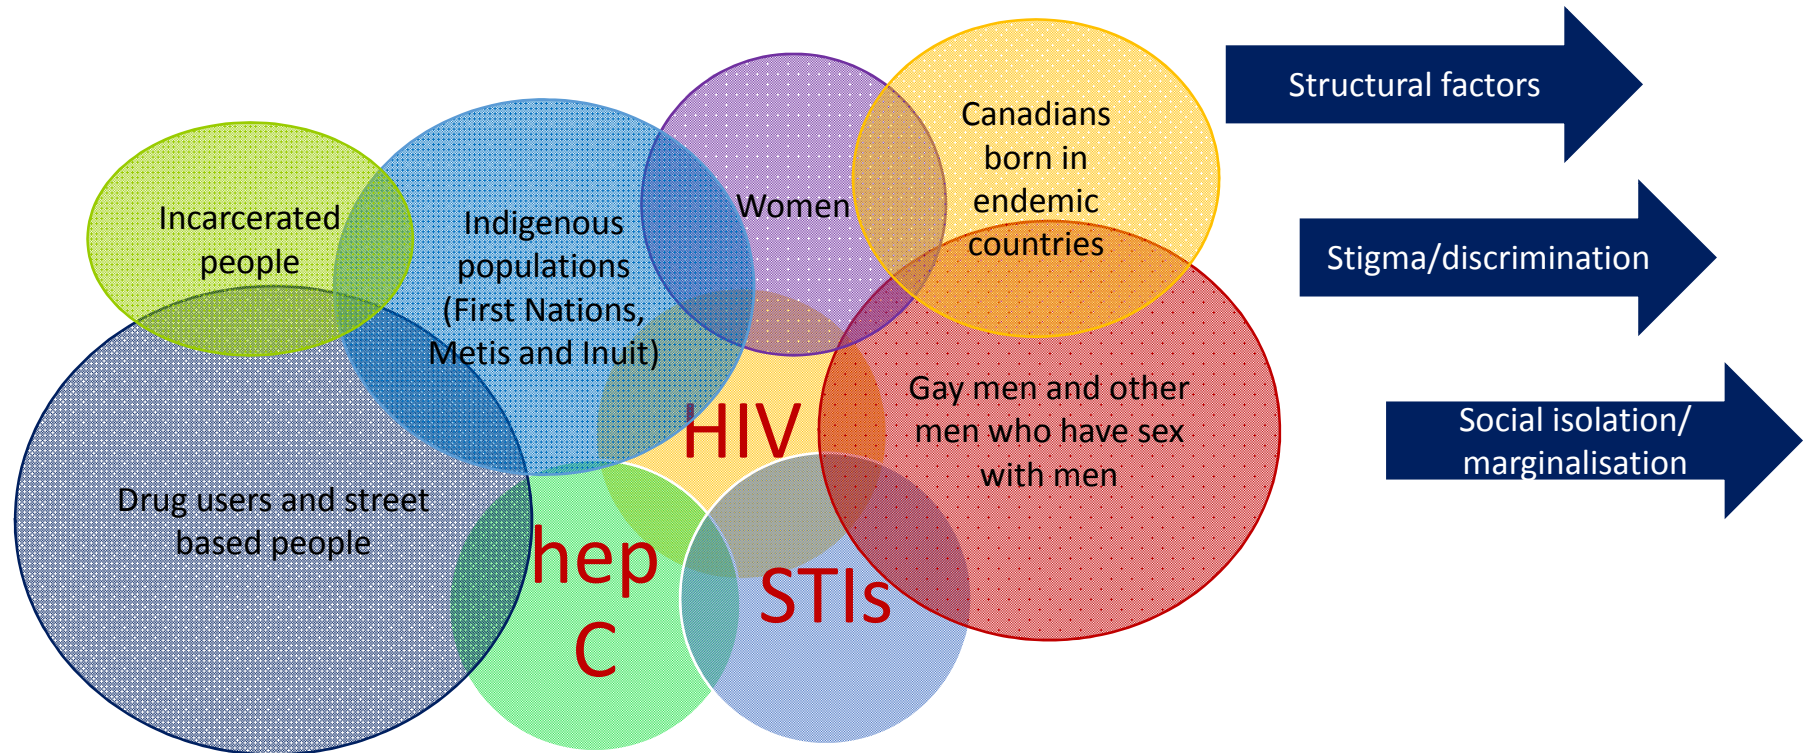 Incarcerated
people
Indigenous
populations
(First Nations,
Metis and Inuit)
Women
Canadians
born in
endemic
countries
Structural factors
Stigma/discrimination
Social isolation/
marginalisation
Drug users and street
based people
HIV
Gay men and other
men who have sex
with men
hep
C
STIs